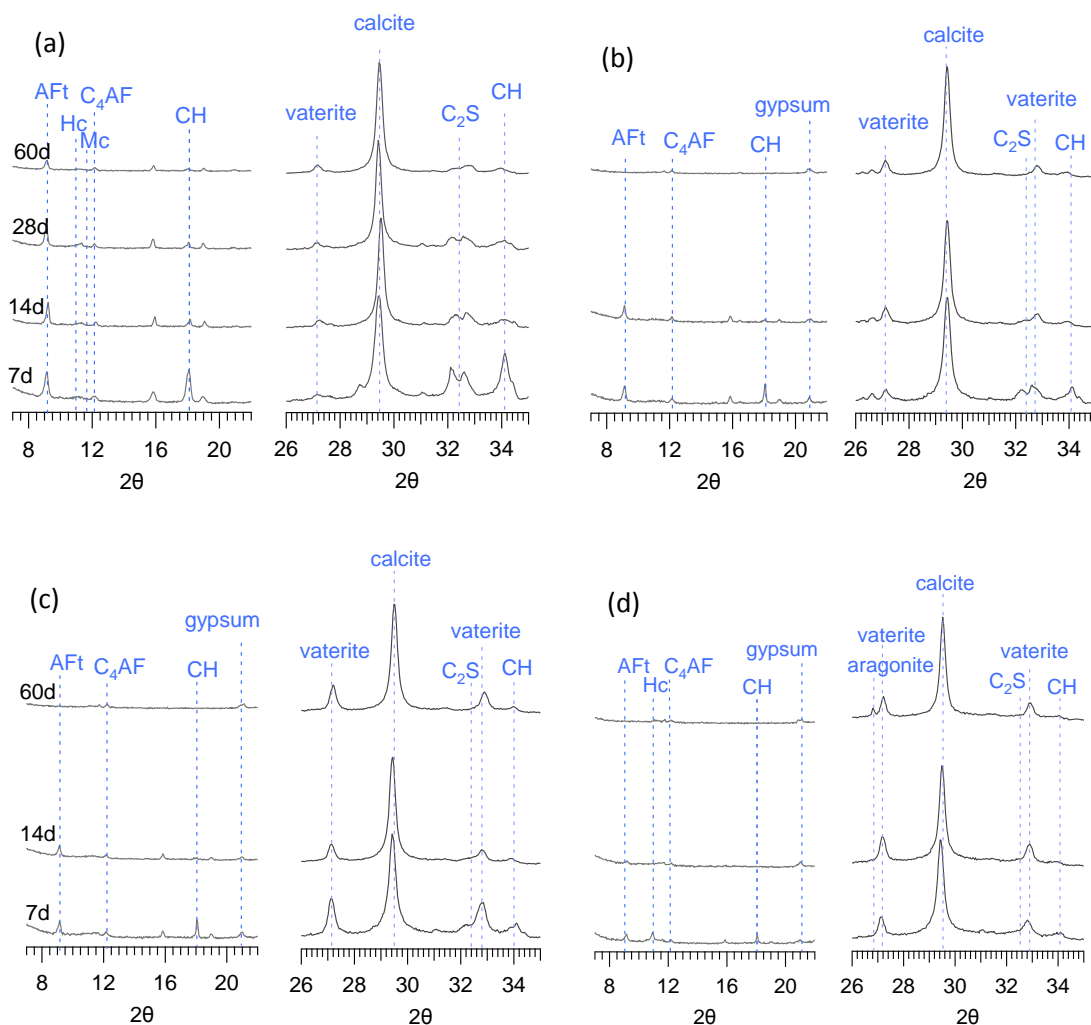 (a)
calcite
AFt
C4AF
Hc
Mc
CH
vaterite
C2S
CH
60d
28d
14d
7d
8 12 16 20
2θ
26 28 30 32 34
2θ
(b)
calcite
gypsum
vaterite
AFt
C4AF
CH
vaterite
C2S
CH
8 12 16 20
2θ
26 28 30 32 34
2θ
(c)
calcite
gypsum
vaterite
AFt
C4AF
CH
vaterite
C2S
CH
60d
14d
7d
8 12 16 20
2θ
26 28 30 32 34
2θ
(d)
calcite
gypsum
vaterite
aragonite
vaterite
AFt
Hc
C4AF
CH
C2S
CH
8 12 16 20
2θ
26 28 30 32 34
2θ